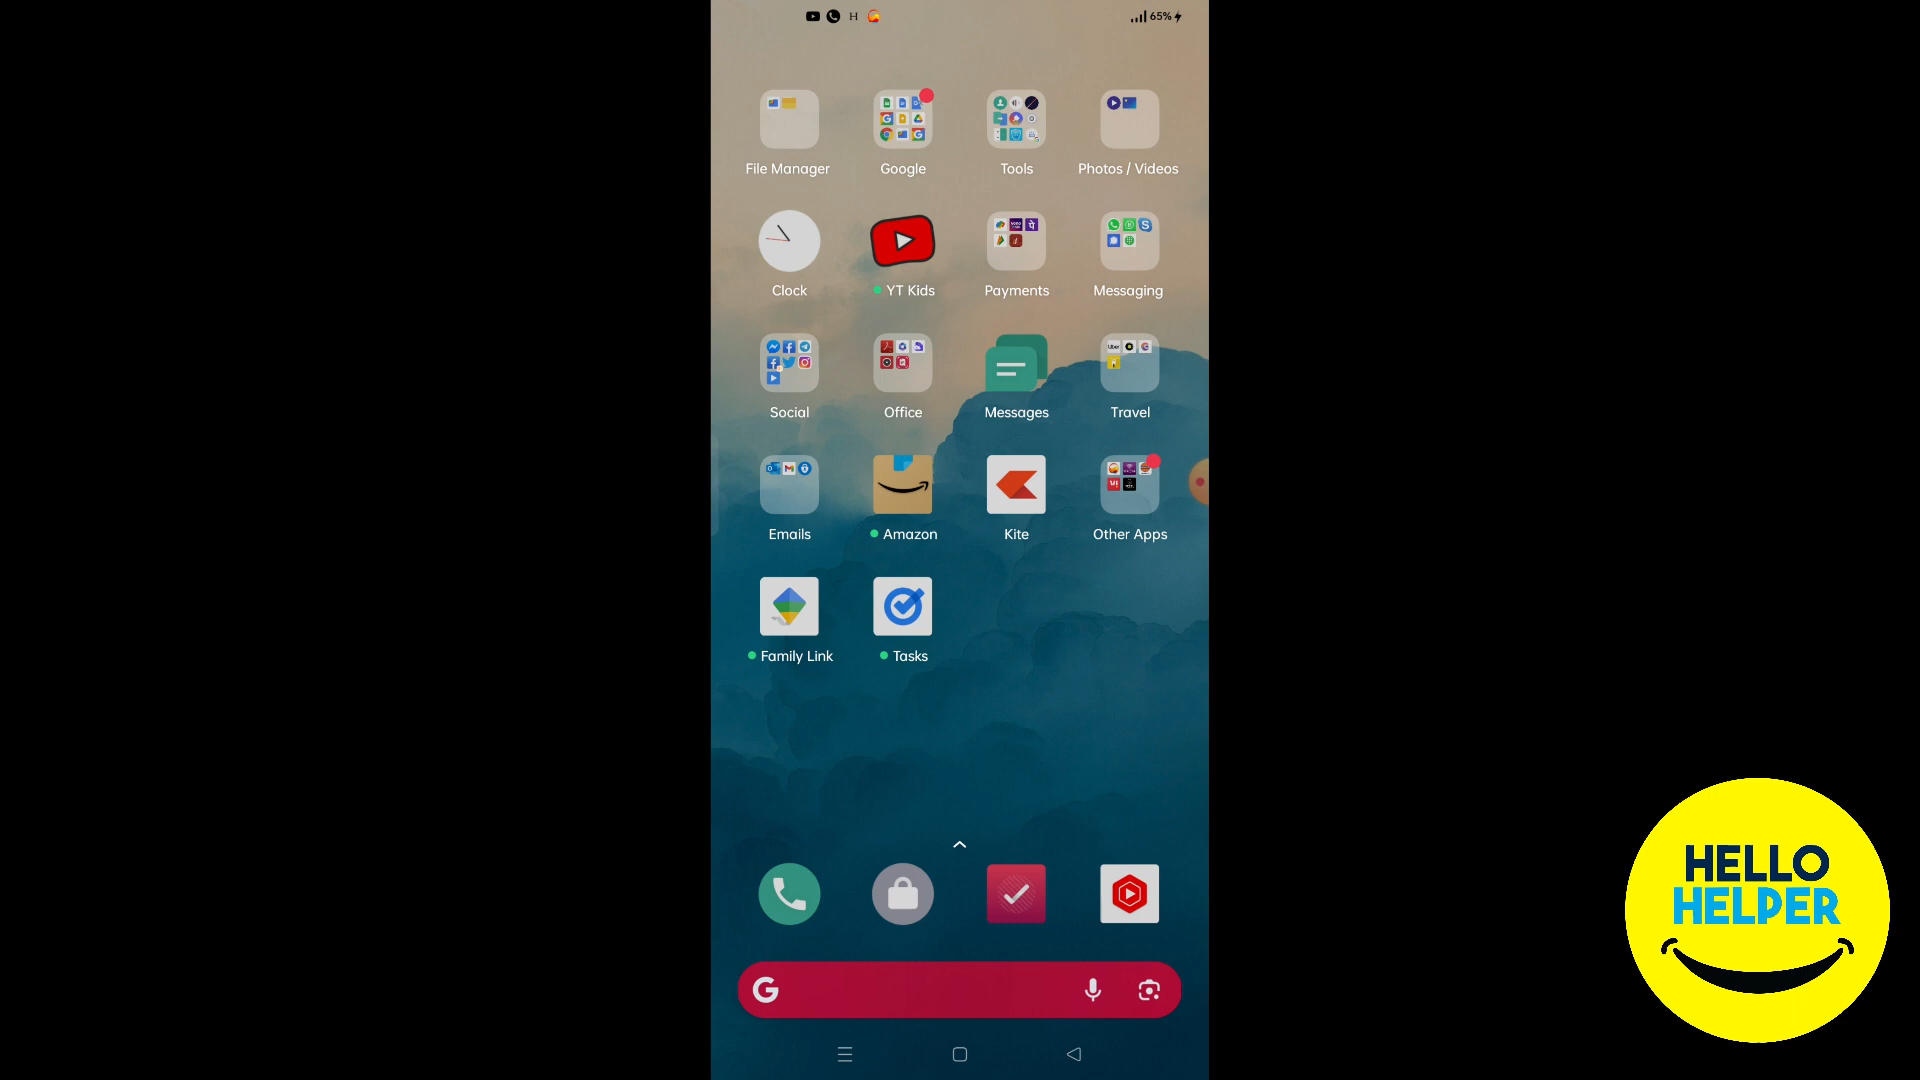 H 65%
File Manager Google Tools Photos / Videos
Clock YT Kids Payments Messaging
Social Office Messages Travel
Uber
Emails Amazon Kite Other Apps
Family Link Tasks
G
HELLO
HELPER